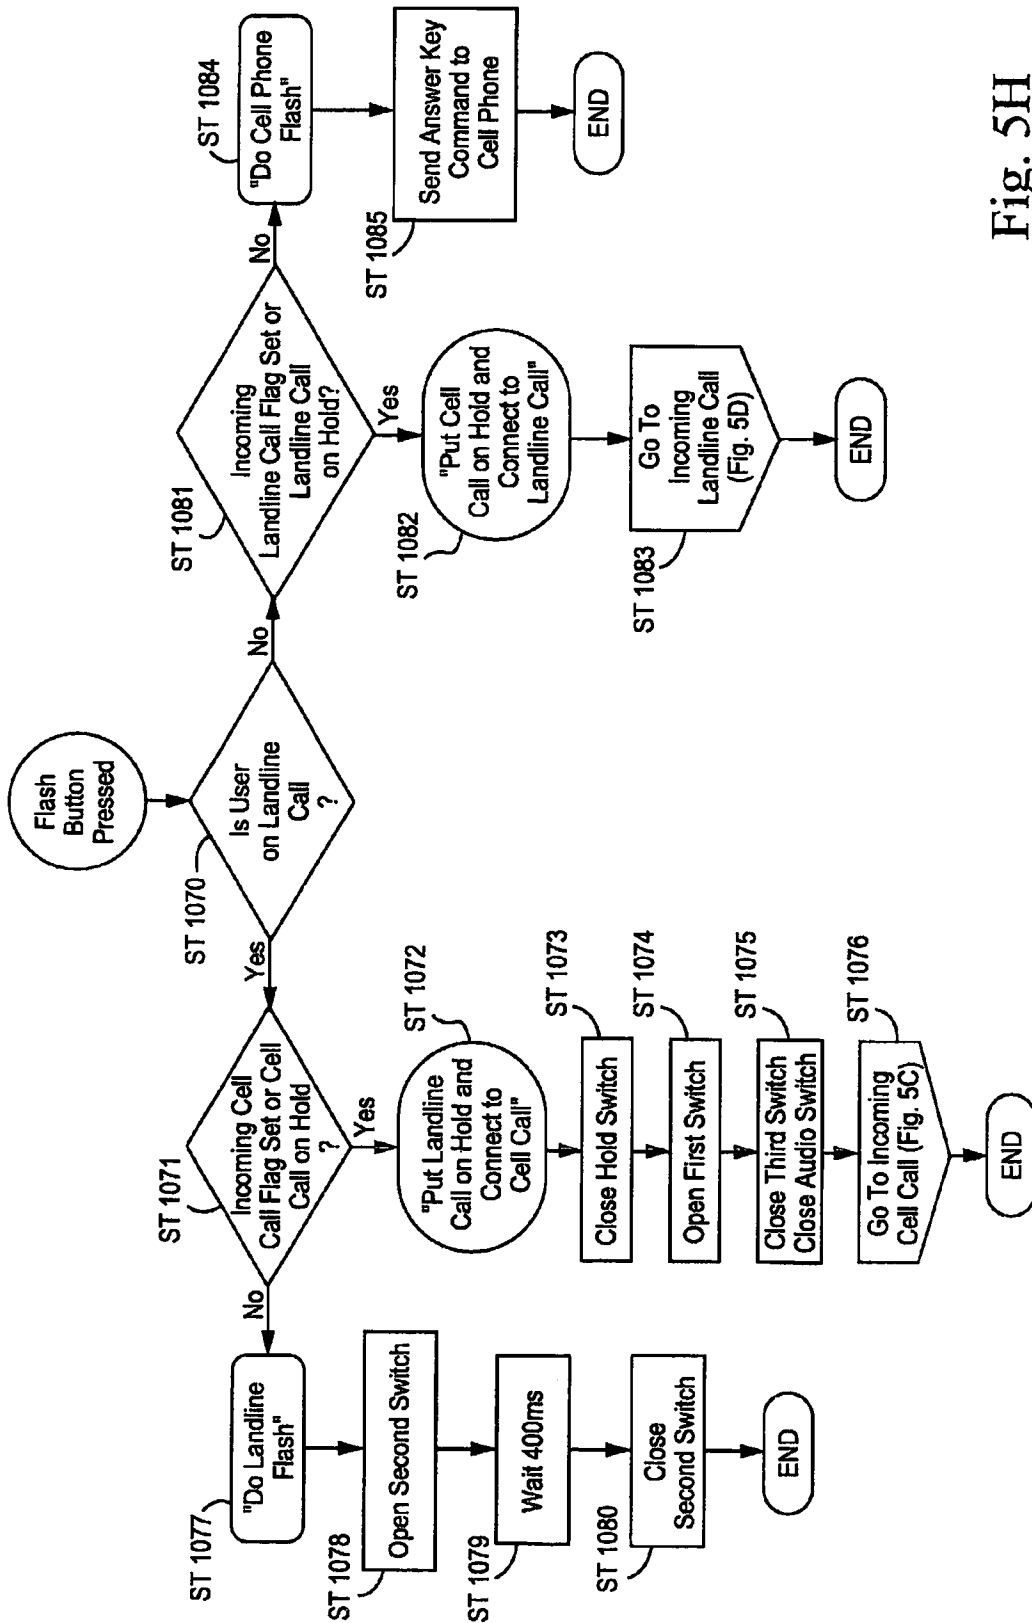 Flash
Button
Pressed
ST 1070
Is User
on Landline
Call
?
Yes
No
ST 1071
Incoming Cell
Call Flag Set or Cell
Call on Hold
?
No
Yes
ST 1077
"Do Landline
Flash"
ST 1078
Open Second Switch
ST 1079
Wait 400ms
ST 1080
Close
Second Switch
END
ST 1072
"Put Landline
Call on Hold and
Connect to
Cell Call"
ST 1073
Close Hold Switch
ST 1074
Open First Switch
ST 1075
Close Third Switch
Close Audio Switch
ST 1076
Go To Incoming
Cell Call (Fig. 5C)
END
ST 1081
Incoming
Landline Call Flag Set or
Landline Call
on Hold?
No
Yes
ST 1082
"Put Cell
Call on Hold and
Connect to
Landline Call"
ST 1083
Go To
Incoming
Landline Call
(Fig. 5D)
END
ST 1084
"Do Cell Phone
Flash"
ST 1085
Send Answer Key
Command to
Cell Phone
END
Fig. 5H